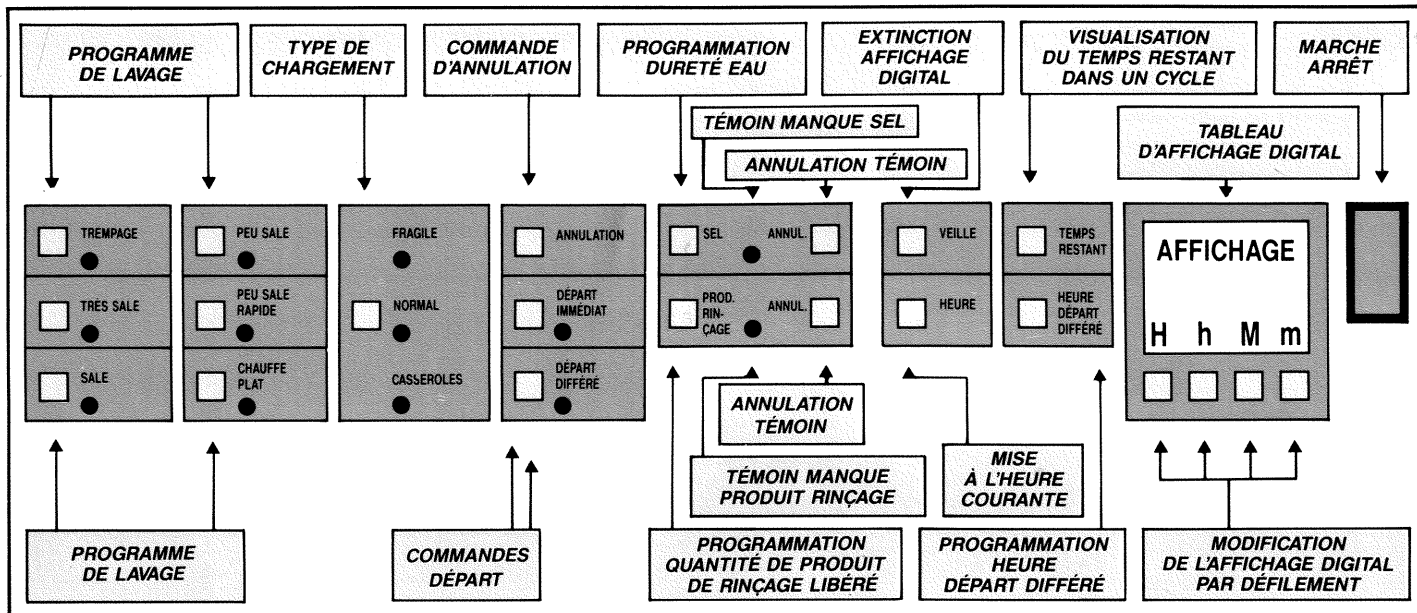 PROGRAMME
DE LAVAGE
TYPE DE
CHARGEMENT
COMMANDE
D'ANNULATION
PROGRAMMATION
DURETÉ EAU
EXTINCTION
AFFICHAGE
DIGITAL
VISUALISATION
DU TEMPS RESTANT
DANS UN CYCLE
MARCHE
ARRÊT
TÉMOIN MANQUE SEL
ANNULATION TÉMOIN
TABLEAU
D'AFFICHAGE DIGITAL
TREMPAGE
TRES SALE
SALE
PEU SALE
PEU SALE
RAPIDE
CHAUFFE
PLAT
FRAGILE
NORMAL
CASSEROLES
ANNULATION
DÉPART
IMMÉDIAT
DÉPART
DIFFÉRÉ
SEL
ANNUL.
PROD.
RIN-
ÇAGE
ANNUL.
VEILLE
HEURE
TEMPS
RESTANT
HEURE
DÉPART
DIFFÉRÉ
AFFICHAGE
H h M m
PROGRAMME
DE LAVAGE
COMMANDES
DÉPART
ANNULATION
TÉMOIN
TÉMOIN MANQUE
PRODUIT RINÇAGE
PROGRAMMATION
QUANTITÉ DE PRODUIT
DE RINÇAGE LIBÉRÉ
MISE
À L'HEURE
COURANTE
PROGRAMMATION
HEURE
DÉPART DIFFÉRÉ
MODIFICATION
DE L'AFFICHAGE DIGITAL
PAR DÉFILEMENT